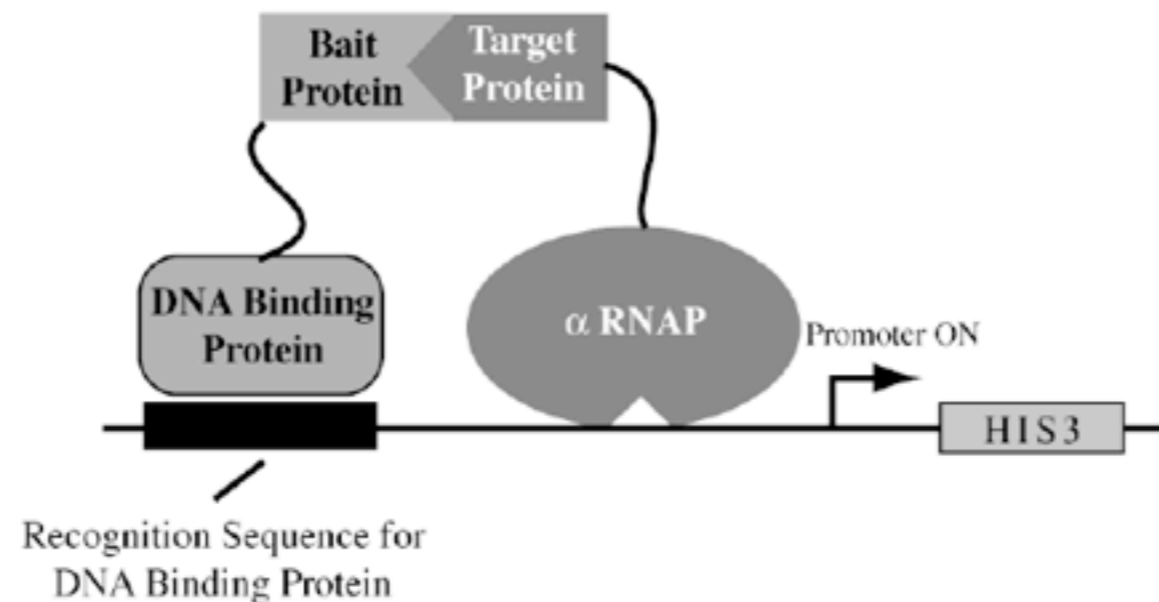 Bait
Protein
Target
Protein
DNA Binding
Protein
α RNAP
Promoter ON
HIS3
Recognition Sequence for
DNA Binding Protein